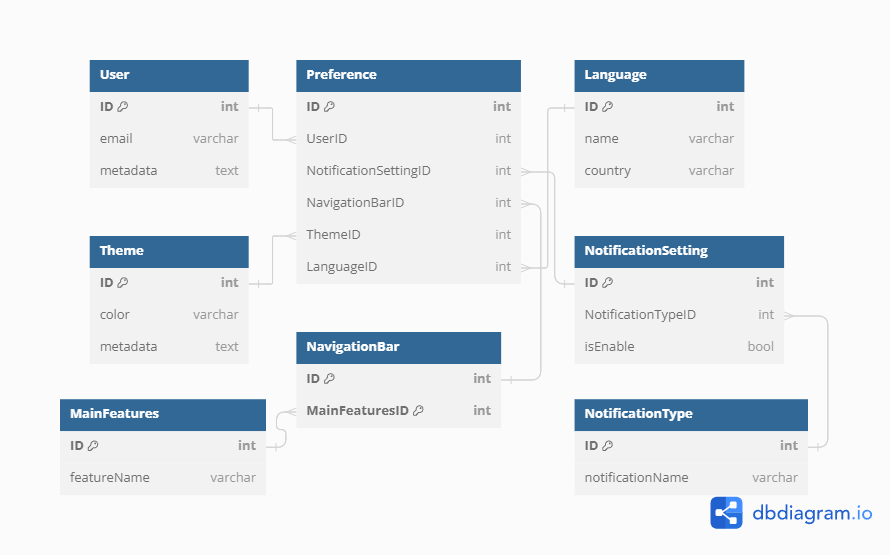 User
ID int
email varchar
metadata text
Preference
ID int
UserID int
NotificationSettingID int
NavigationBarID int
ThemeID int
LanguageID int
Language
ID int
name varchar
country varchar
Theme
ID int
color varchar
metadata text
NotificationSetting
ID int
NotificationTypeID int
isEnable bool
NavigationBar
ID int
MainFeaturesID int
MainFeatures
ID int
featureName varchar
NotificationType
ID int
notificationName varchar
dbdiagram.io